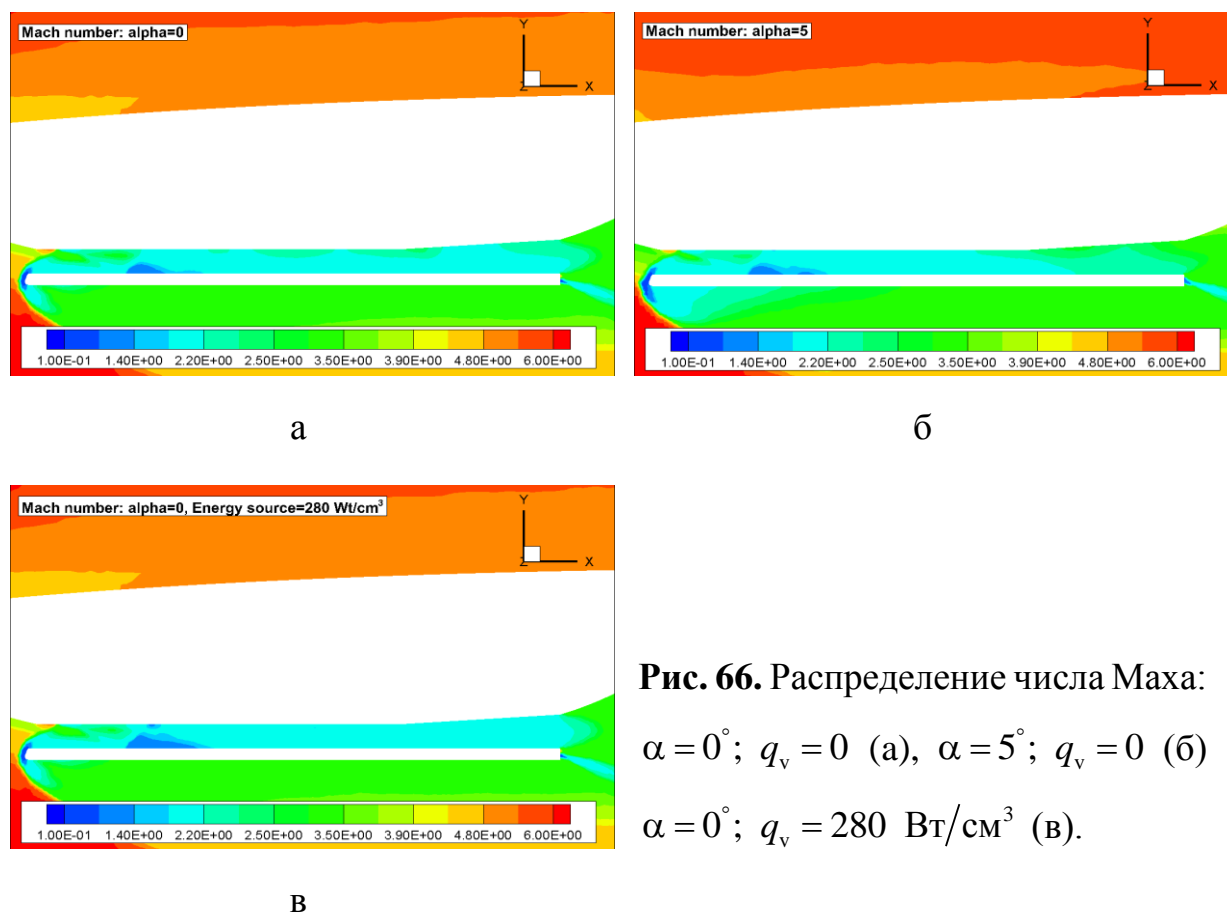 Mach number: alpha=0
Y
Z
X
1.00E-01 1.40E+00 2.20E+00 2.50E+00 3.50E+00 3.90E+00 4.80E+00 6.00E+00
а
Mach number: alpha=5
Y
Z
X
1.00E-01 1.40E+00 2.20E+00 2.50E+00 3.50E+00 3.90E+00 4.80E+00 6.00E+00
б
Mach number: alpha=0, Energy source=280 Wt/cm³
Y
Z
X
1.00E-01 1.40E+00 2.20E+00 2.50E+00 3.50E+00 3.90E+00 4.80E+00 6.00E+00
в
Рис. 66. Распределение числа Маха:
α = 0°; qᵥ = 0 (а), α = 5°; qᵥ = 0 (б)
α = 0°; qᵥ = 280 Вт/см³ (в).